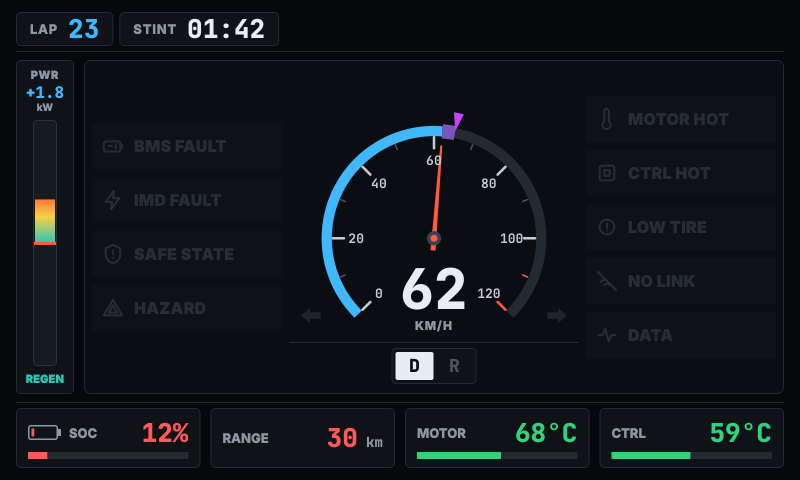 LAP 23 STINT 01:42
PWR
+1.8
kW
REGEN
BMS FAULT
IMD FAULT
SAFE STATE
HAZARD
0
20
40
60
80
100
120
62
KM/H
D R
MOTOR HOT
CTRL HOT
LOW TIRE
NO LINK
DATA
SOC 12%
RANGE 30 km
MOTOR 68°C
CTRL 59°C